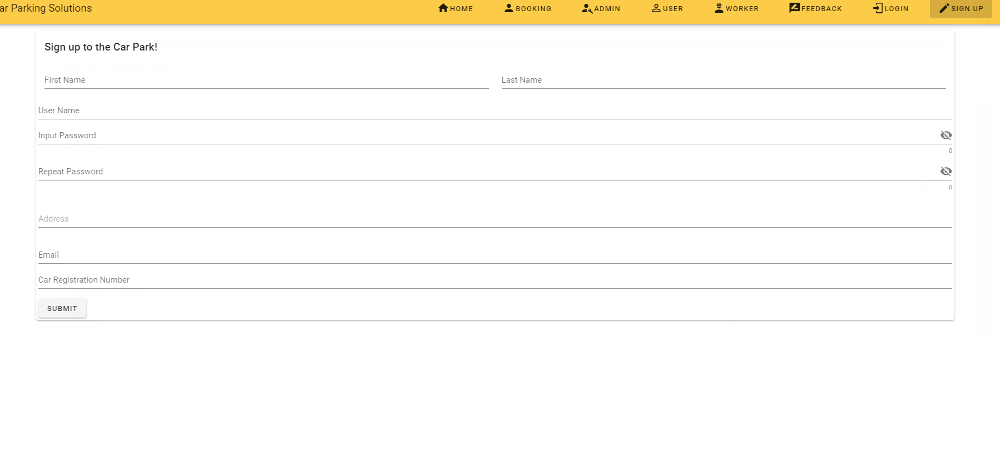 ar Parking Solutions HOME BOOKING ADMIN USER WORKER FEEDBACK LOGIN SIGN UP
Sign up to the Car Park!
First Name Last Name
User Name
Input Password
0
Repeat Password
0
Address
Email
Car Registration Number
SUBMIT